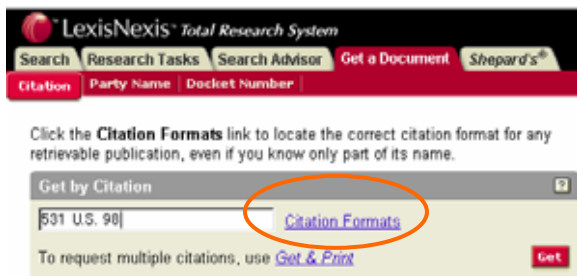 LexisNexis™ Total Research System
Search Research Tasks Search Advisor Get a Document Shepard's®
Citation Party Name Docket Number
Click the Citation Formats link to locate the correct citation format for any
retrievable publication, even if you know only part of its name.
Get by Citation ?
531 U.S. 98 Citation Formats
To request multiple citations, use Get & Print Get